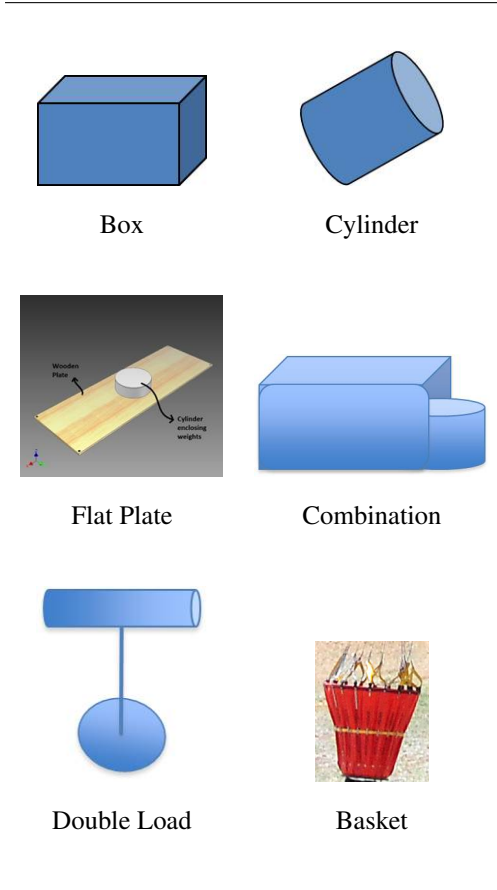 Box
Cylinder
Wooden
Plate
Cylinder
enclosing
weights
Flat Plate
Combination
Double Load
Basket